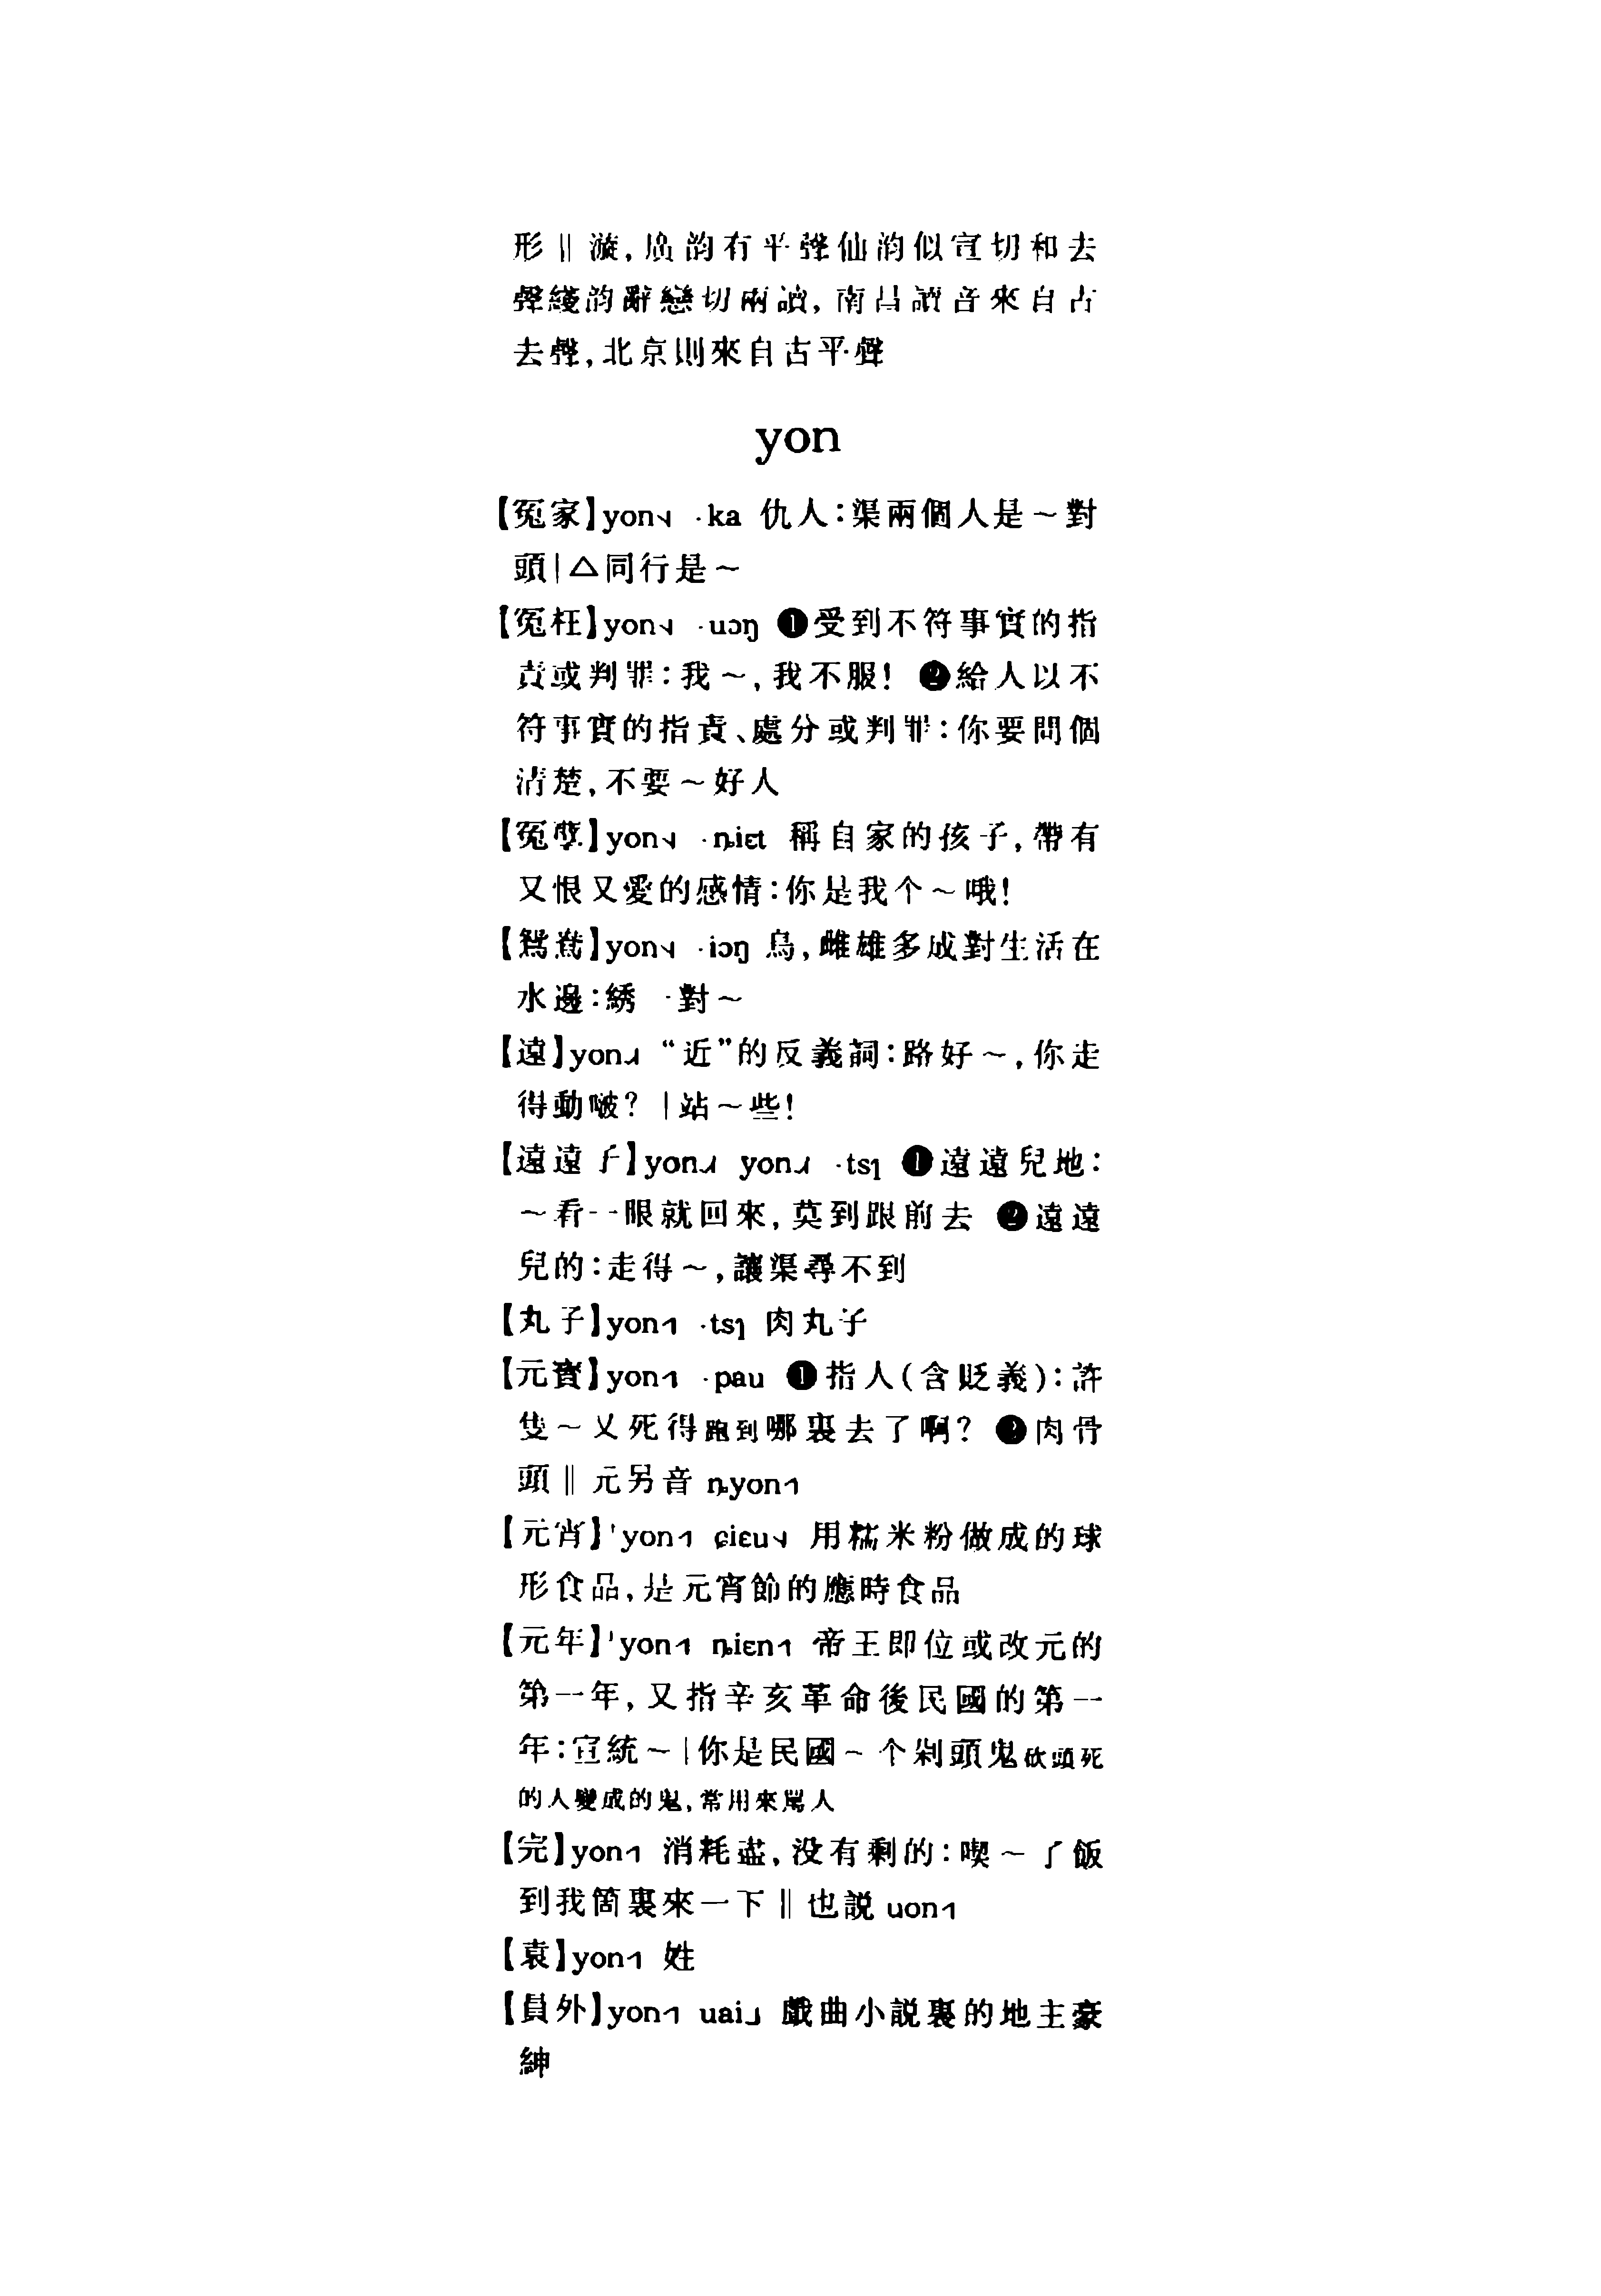 形‖漩，廣韵有平聲仙韵似宣切和去
聲綫韵辭戀切兩讀，南昌讀音來自古
去聲，北京則來自古平聲
yon
【冤家】yon˧˨ ·ka 仇人：渠兩個人是～對
頭|△同行是～
【冤枉】yon˧˨ ·uɔŋ ❶受到不符事實的指
責或判罪：我～，我不服！ ❷給人以不
符事實的指責、處分或判罪：你要問個
清楚，不要～好人
【冤孽】yon˧˨ ·ȵiɛt 稱自家的孩子，帶有
又恨又愛的感情：你是我个～哦！
【鴛鴦】yon˧˨ ·iɔŋ 鳥，雌雄多成對生活在
水邊：綉一對～
【遠】yon˨˩˧ “近”的反義詞：路好～，你走
得動啵？|站～些！
【遠遠子】yon˨˩˧ yon˨˩˧ ·tsɿ ❶遠遠兒地：
～看一眼就回來，莫到跟前去 ❷遠遠
兒的：走得～，讓渠尋不到
【丸子】yon˧˥ ·tsɿ 肉丸子
【元寶】yon˧˥ ·pau ❶指人（含貶義）：許
隻～乂死得跑到哪裏去了啊？ ❷肉骨
頭‖元另音 ȵyon˧˥
【元宵】'yon˧˥ ɕiɛu˧˨ 用糯米粉做成的球
形食品，是元宵節的應時食品
【元年】'yon˧˥ ȵiɛn˧˥ 帝王即位或改元的
第一年，又指辛亥革命後民國的第一
年：宣統～|你是民國～个剁頭鬼砍頭死
的人變成的鬼，常用來罵人
【完】yon˧˥ 消耗盡，没有剩的：喫～了飯
到我箇裏來一下‖也説 uon˧˥
【袁】yon˧˥ 姓
【員外】yon˧˥ uai˨˩ 戲曲小説裏的地主豪
紳